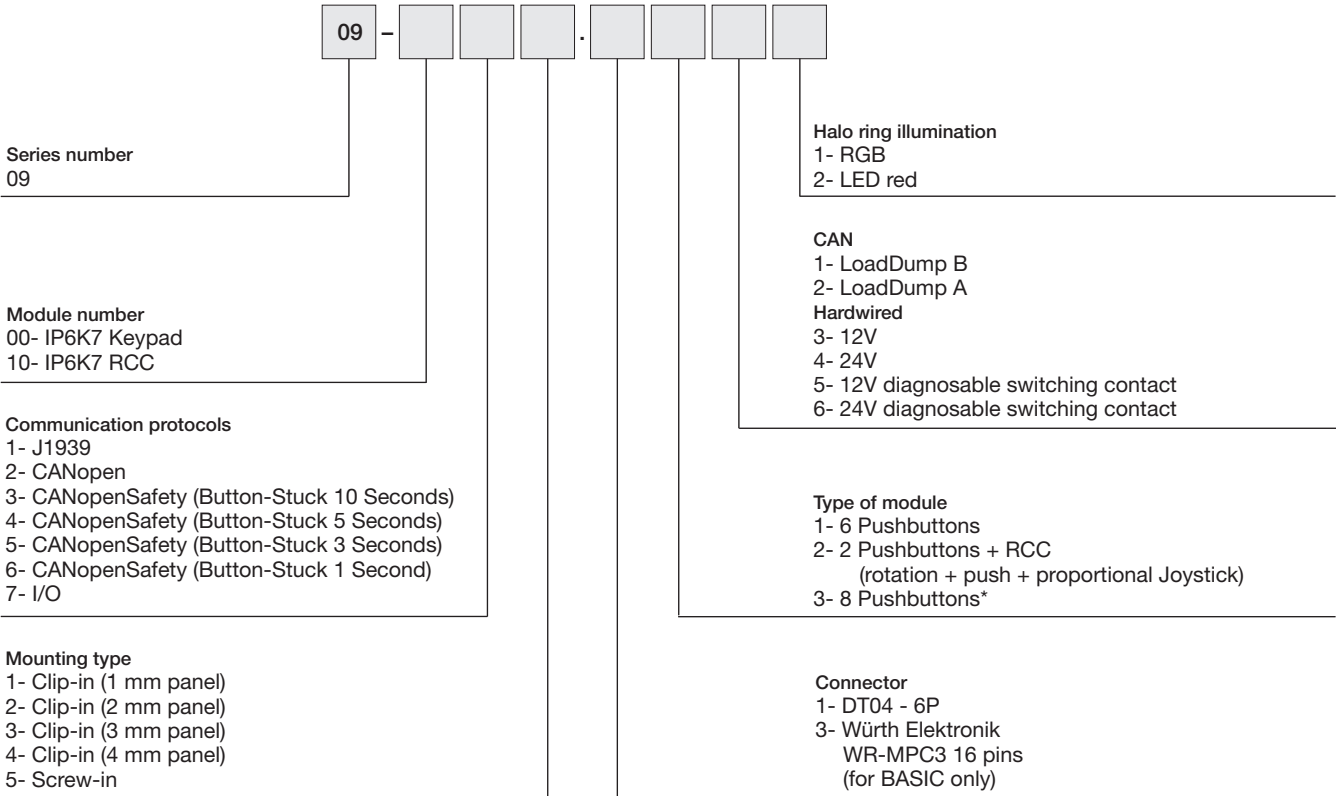 09 – .
Series number
09
Module number
00- IP6K7 Keypad
10- IP6K7 RCC
Communication protocols
1- J1939
2- CANopen
3- CANopenSafety (Button-Stuck 10 Seconds)
4- CANopenSafety (Button-Stuck 5 Seconds)
5- CANopenSafety (Button-Stuck 3 Seconds)
6- CANopenSafety (Button-Stuck 1 Second)
7- I/O
Mounting type
1- Clip-in (1 mm panel)
2- Clip-in (2 mm panel)
3- Clip-in (3 mm panel)
4- Clip-in (4 mm panel)
5- Screw-in
Halo ring illumination
1- RGB
2- LED red
CAN
1- LoadDump B
2- LoadDump A
Hardwired
3- 12V
4- 24V
5- 12V diagnosable switching contact
6- 24V diagnosable switching contact
Type of module
1- 6 Pushbuttons
2- 2 Pushbuttons + RCC
(rotation + push + proportional Joystick)
3- 8 Pushbuttons*
Connector
1- DT04 - 6P
3- Würth Elektronik
WR-MPC3 16 pins
(for BASIC only)